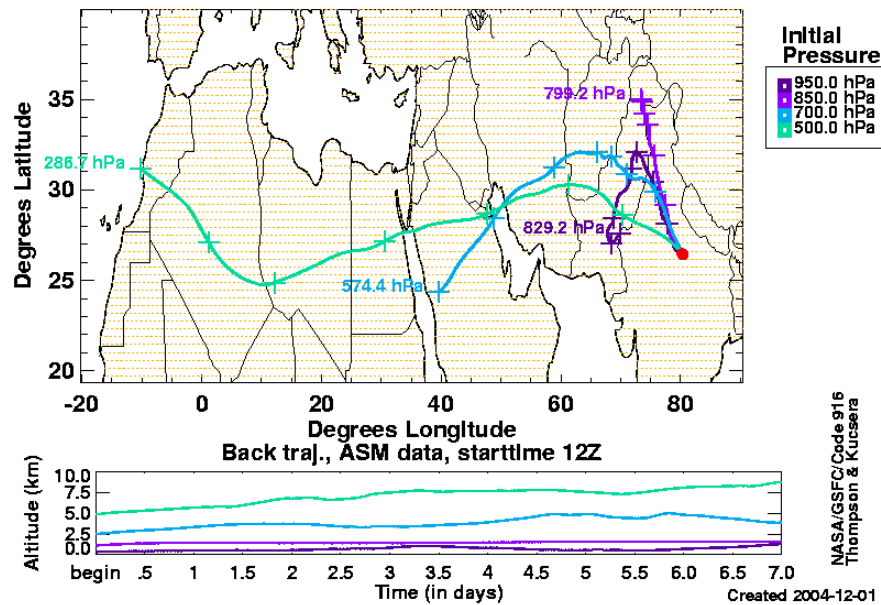 Initial
Pressure
950.0 hPa
850.0 hPa
700.0 hPa
500.0 hPa
Degrees Latitude
35
30
25
20
799.2 hPa
286.7 hPa
829.2 hPa
574.4 hPa
-20 0 20 40 60 80
Degrees Longitude
Back traj., ASM data, starttime 12Z
Altitude (km)
10.0
7.5
5.0
2.5
0.0
begin .5 1 1.5 2 2.5 3 3.5 4 4.5 5 5.5 6.0 6.5 7.0
Time (in days)
NASA/GSFC/Code 916
Thompson & Kucsera
Created 2004-12-01